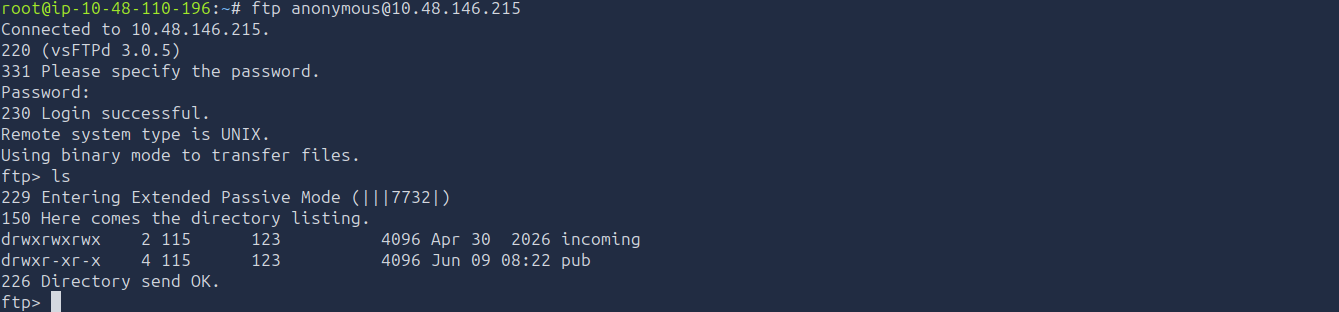 root@ip-10-48-110-196:~# ftp anonymous@10.48.146.215
Connected to 10.48.146.215.
220 (vsFTPd 3.0.5)
331 Please specify the password.
Password:
230 Login successful.
Remote system type is UNIX.
Using binary mode to transfer files.
ftp> ls
229 Entering Extended Passive Mode (|||7732|)
150 Here comes the directory listing.
drwxrwxrwx    2 115      123          4096 Apr 30  2026 incoming
drwxr-xr-x    4 115      123          4096 Jun 09 08:22 pub
226 Directory send OK.
ftp>